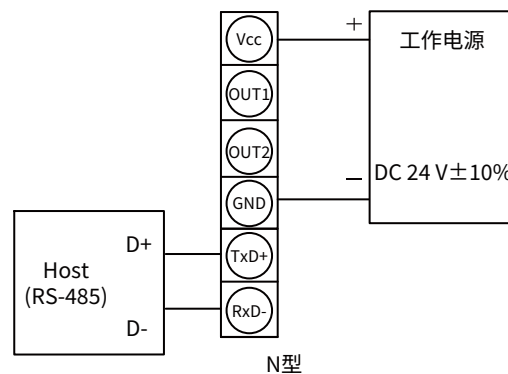 Vcc
+
工作电源
OUT1
OUT2
− DC 24 V±10%
GND
D+
TxD+
Host
(RS-485)
D-
RxD-
N型